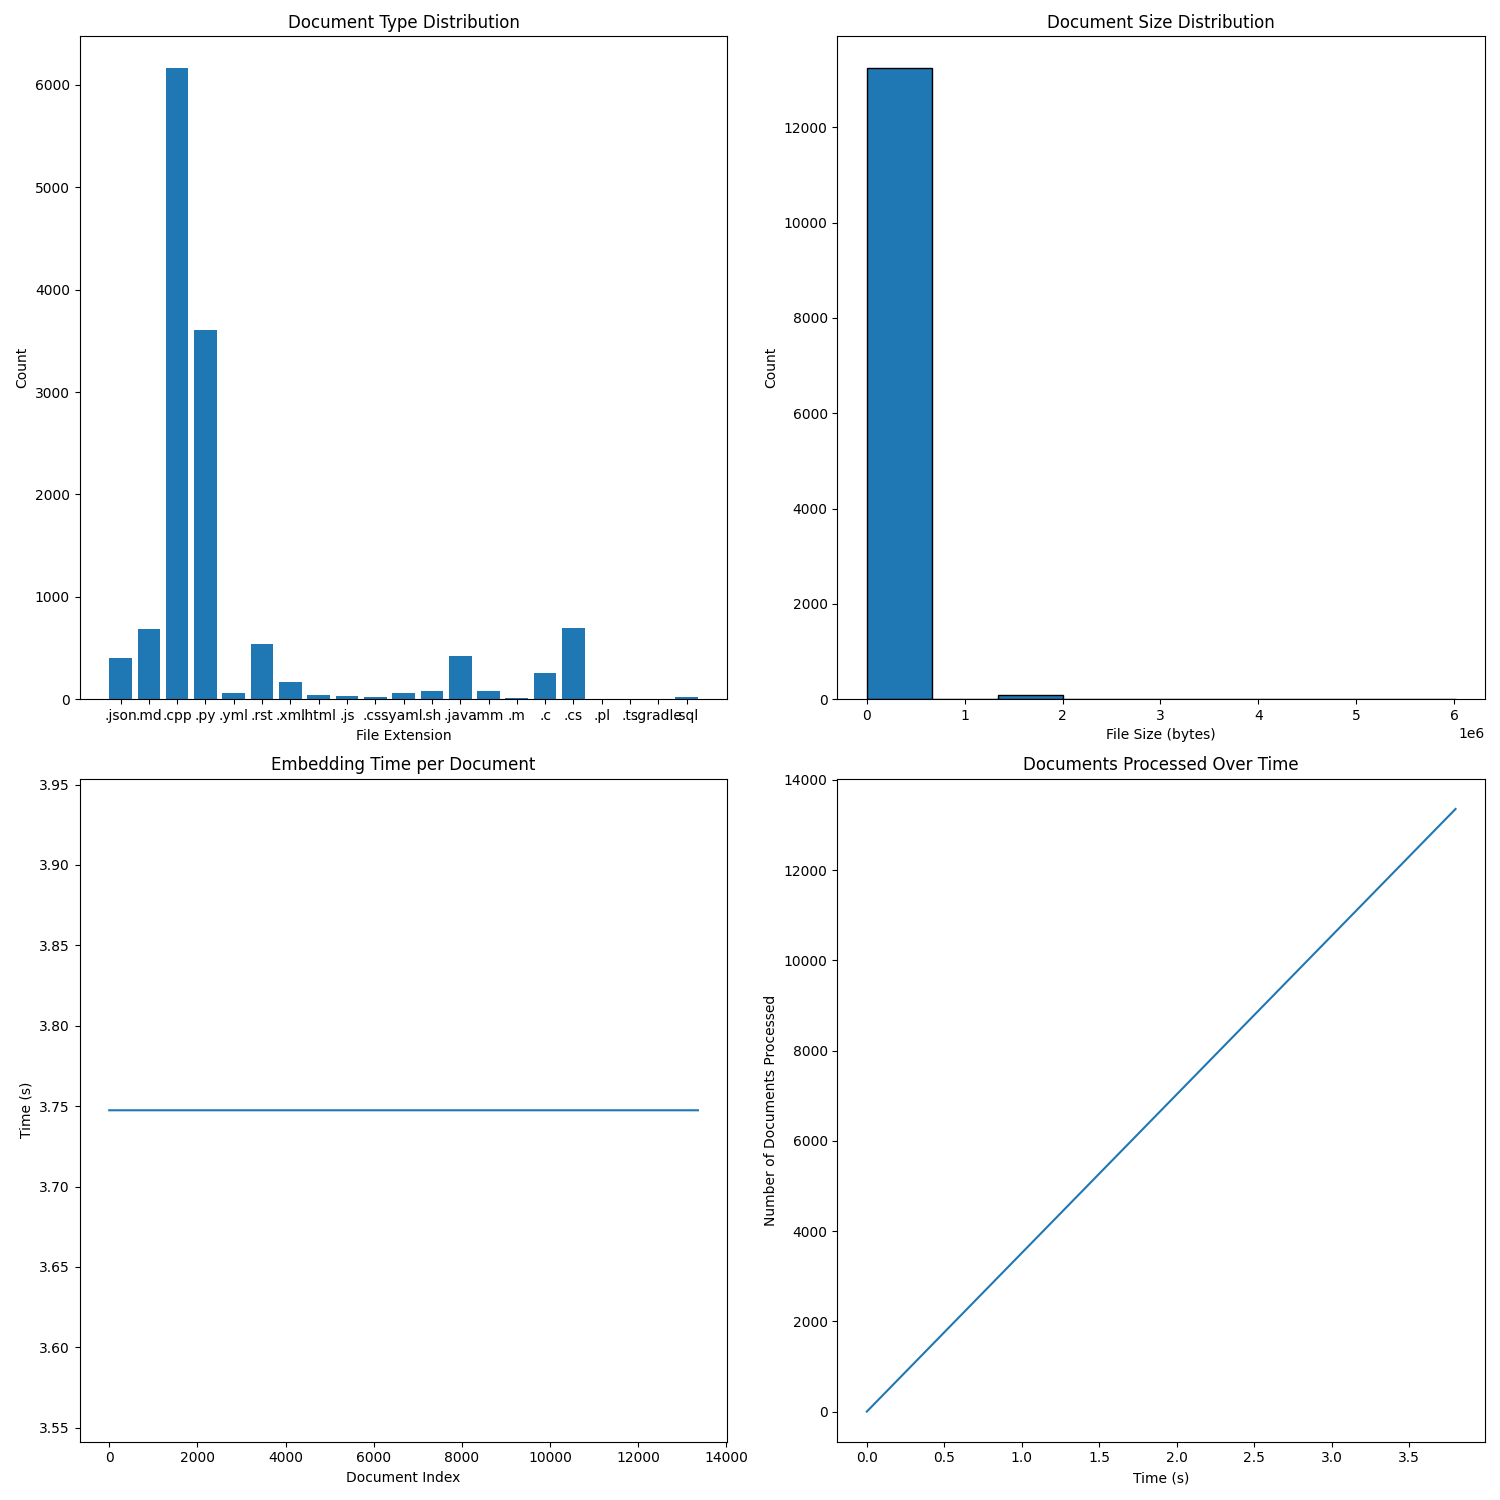 Document Type Distribution
Count
6000
5000
4000
3000
2000
1000
0
.json .md .cpp .py .yml .rst .xml .html .js .css .yaml .sh .java .mm .m .c .cs .pl .ts .gradle .sql
File Extension
Document Size Distribution
Count
12000
10000
8000
6000
4000
2000
0
0 1 2 3 4 5 6
1e6
File Size (bytes)
Embedding Time per Document
Time (s)
3.95
3.90
3.85
3.80
3.75
3.70
3.65
3.60
3.55
0 2000 4000 6000 8000 10000 12000 14000
Document Index
Documents Processed Over Time
Number of Documents Processed
14000
12000
10000
8000
6000
4000
2000
0
0.0 0.5 1.0 1.5 2.0 2.5 3.0 3.5
Time (s)